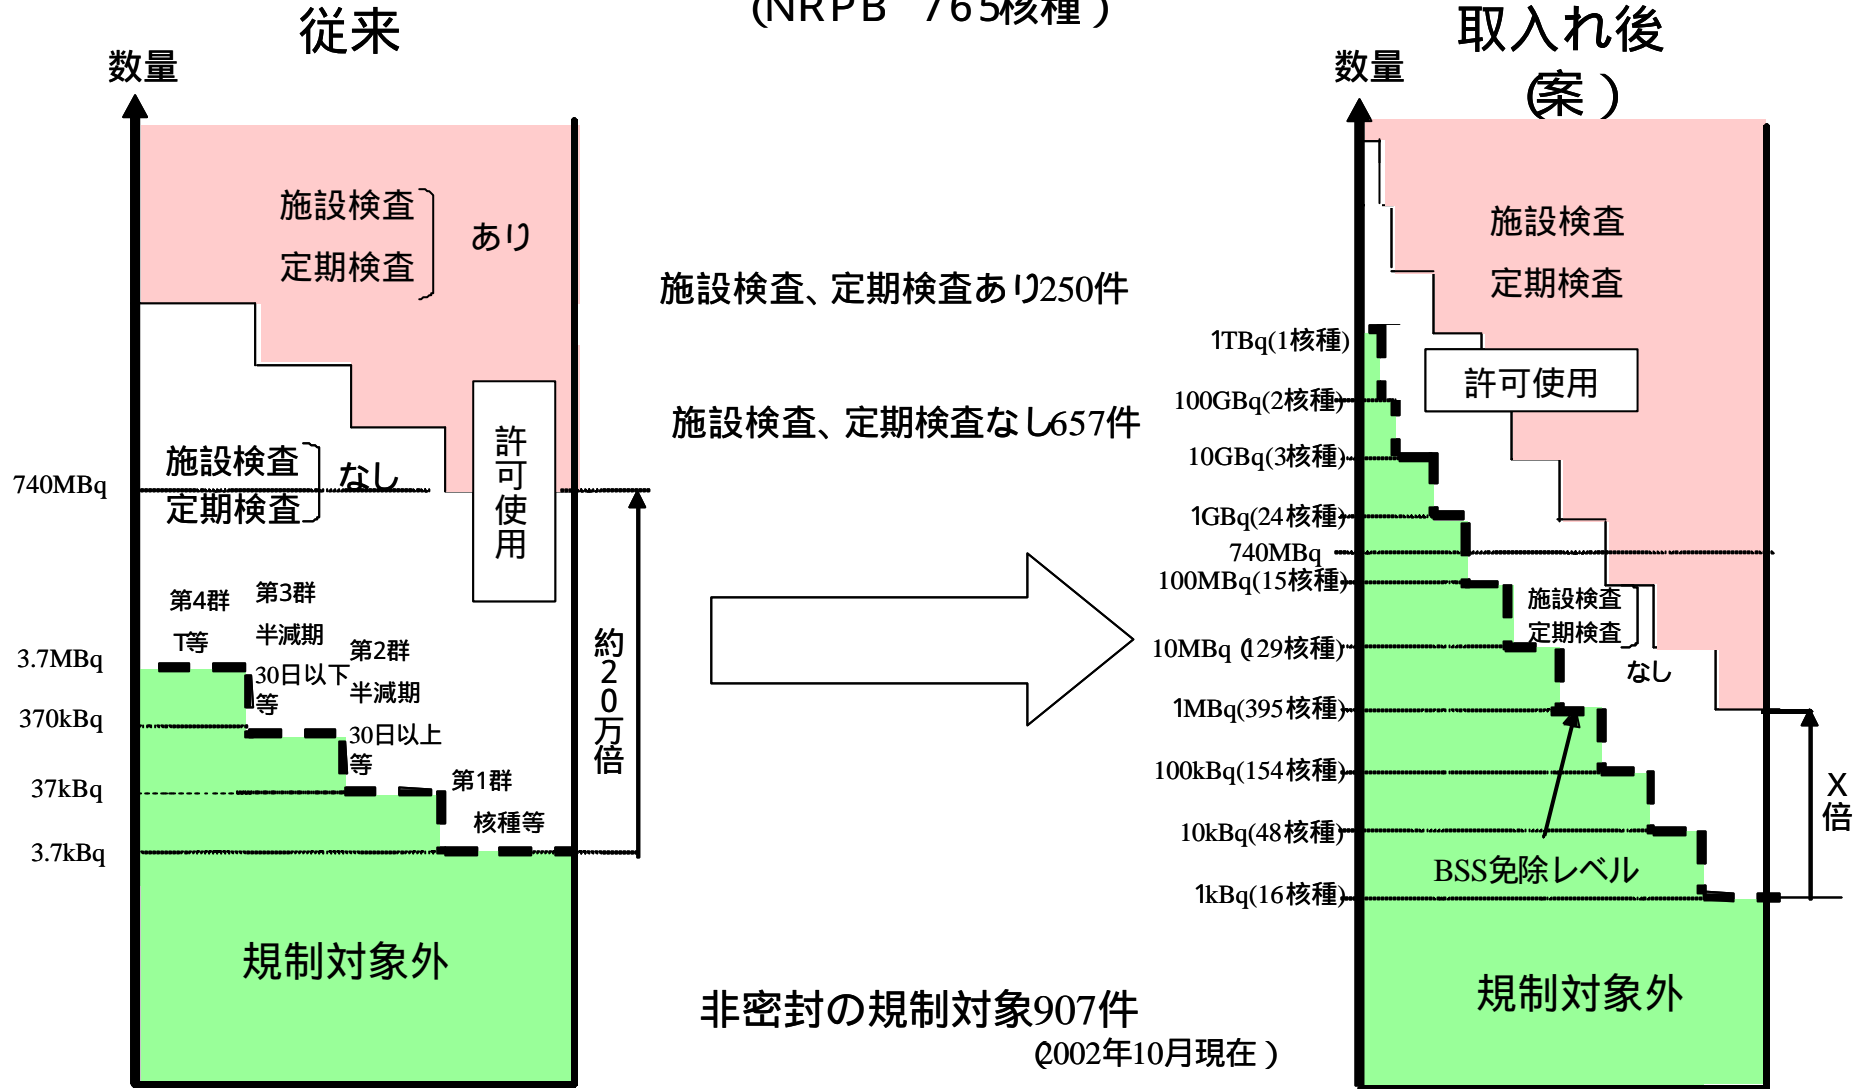 (NRPB 765核種)
従来
数量
施設検査
定期検査
あり
施設検査
定期検査
なし
許可使用
740MBq
第4群
T等
第3群
半減期
30日以下
等
第2群
半減期
30日以上
等
第1群
核種等
3.7MBq
370kBq
37kBq
3.7kBq
約20万倍
規制対象外
施設検査、定期検査あり250件
施設検査、定期検査なし657件
非密封の規制対象907件
(2002年10月現在)
取入れ後
(案)
数量
施設検査
定期検査
許可使用
1TBq(1核種)
100GBq(2核種)
10GBq(3核種)
1GBq(24核種)
740MBq
100MBq(15核種)
10MBq(129核種)
1MBq(395核種)
100kBq(154核種)
10kBq(48核種)
1kBq(16核種)
施設検査
定期検査
なし
BSS免除レベル
X倍
規制対象外